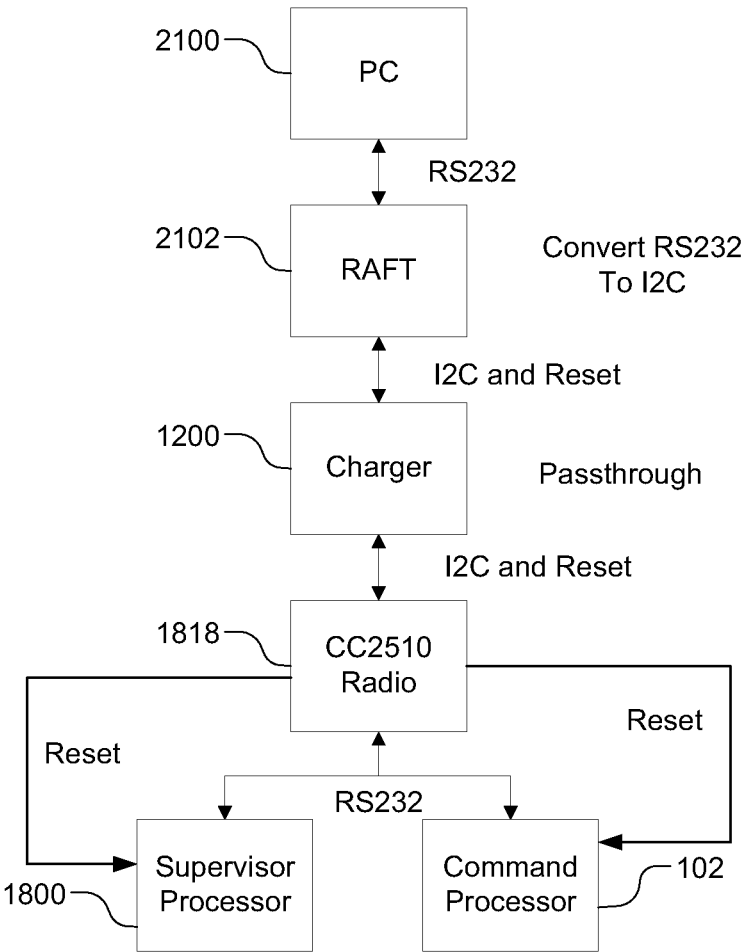 2100
PC
RS232
2102
RAFT
Convert RS232
To I2C
I2C and Reset
1200
Charger
Passthrough
I2C and Reset
1818
CC2510
Radio
Reset
Reset
RS232
Supervisor
Processor
1800
Command
Processor
102